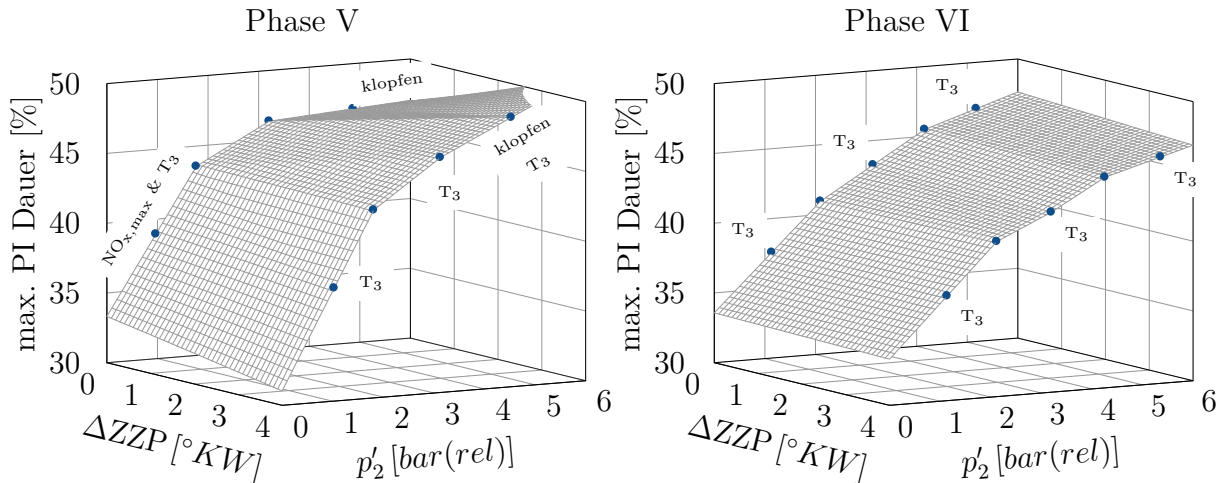 Phase V
max. PI Dauer [%]
50
45
40
35
30
0
1
2
3
4
ΔZZP [°KW]
0
1
2
3
4
5
6
p′₂ [bar(rel)]
NOx,max & T₃
klopfen
klopfen
T₃
T₃
T₃
T₃
Phase VI
max. PI Dauer [%]
50
45
40
35
30
0
1
2
3
4
ΔZZP [°KW]
0
1
2
3
4
5
6
p′₂ [bar(rel)]
T₃
T₃
T₃
T₃
T₃
T₃